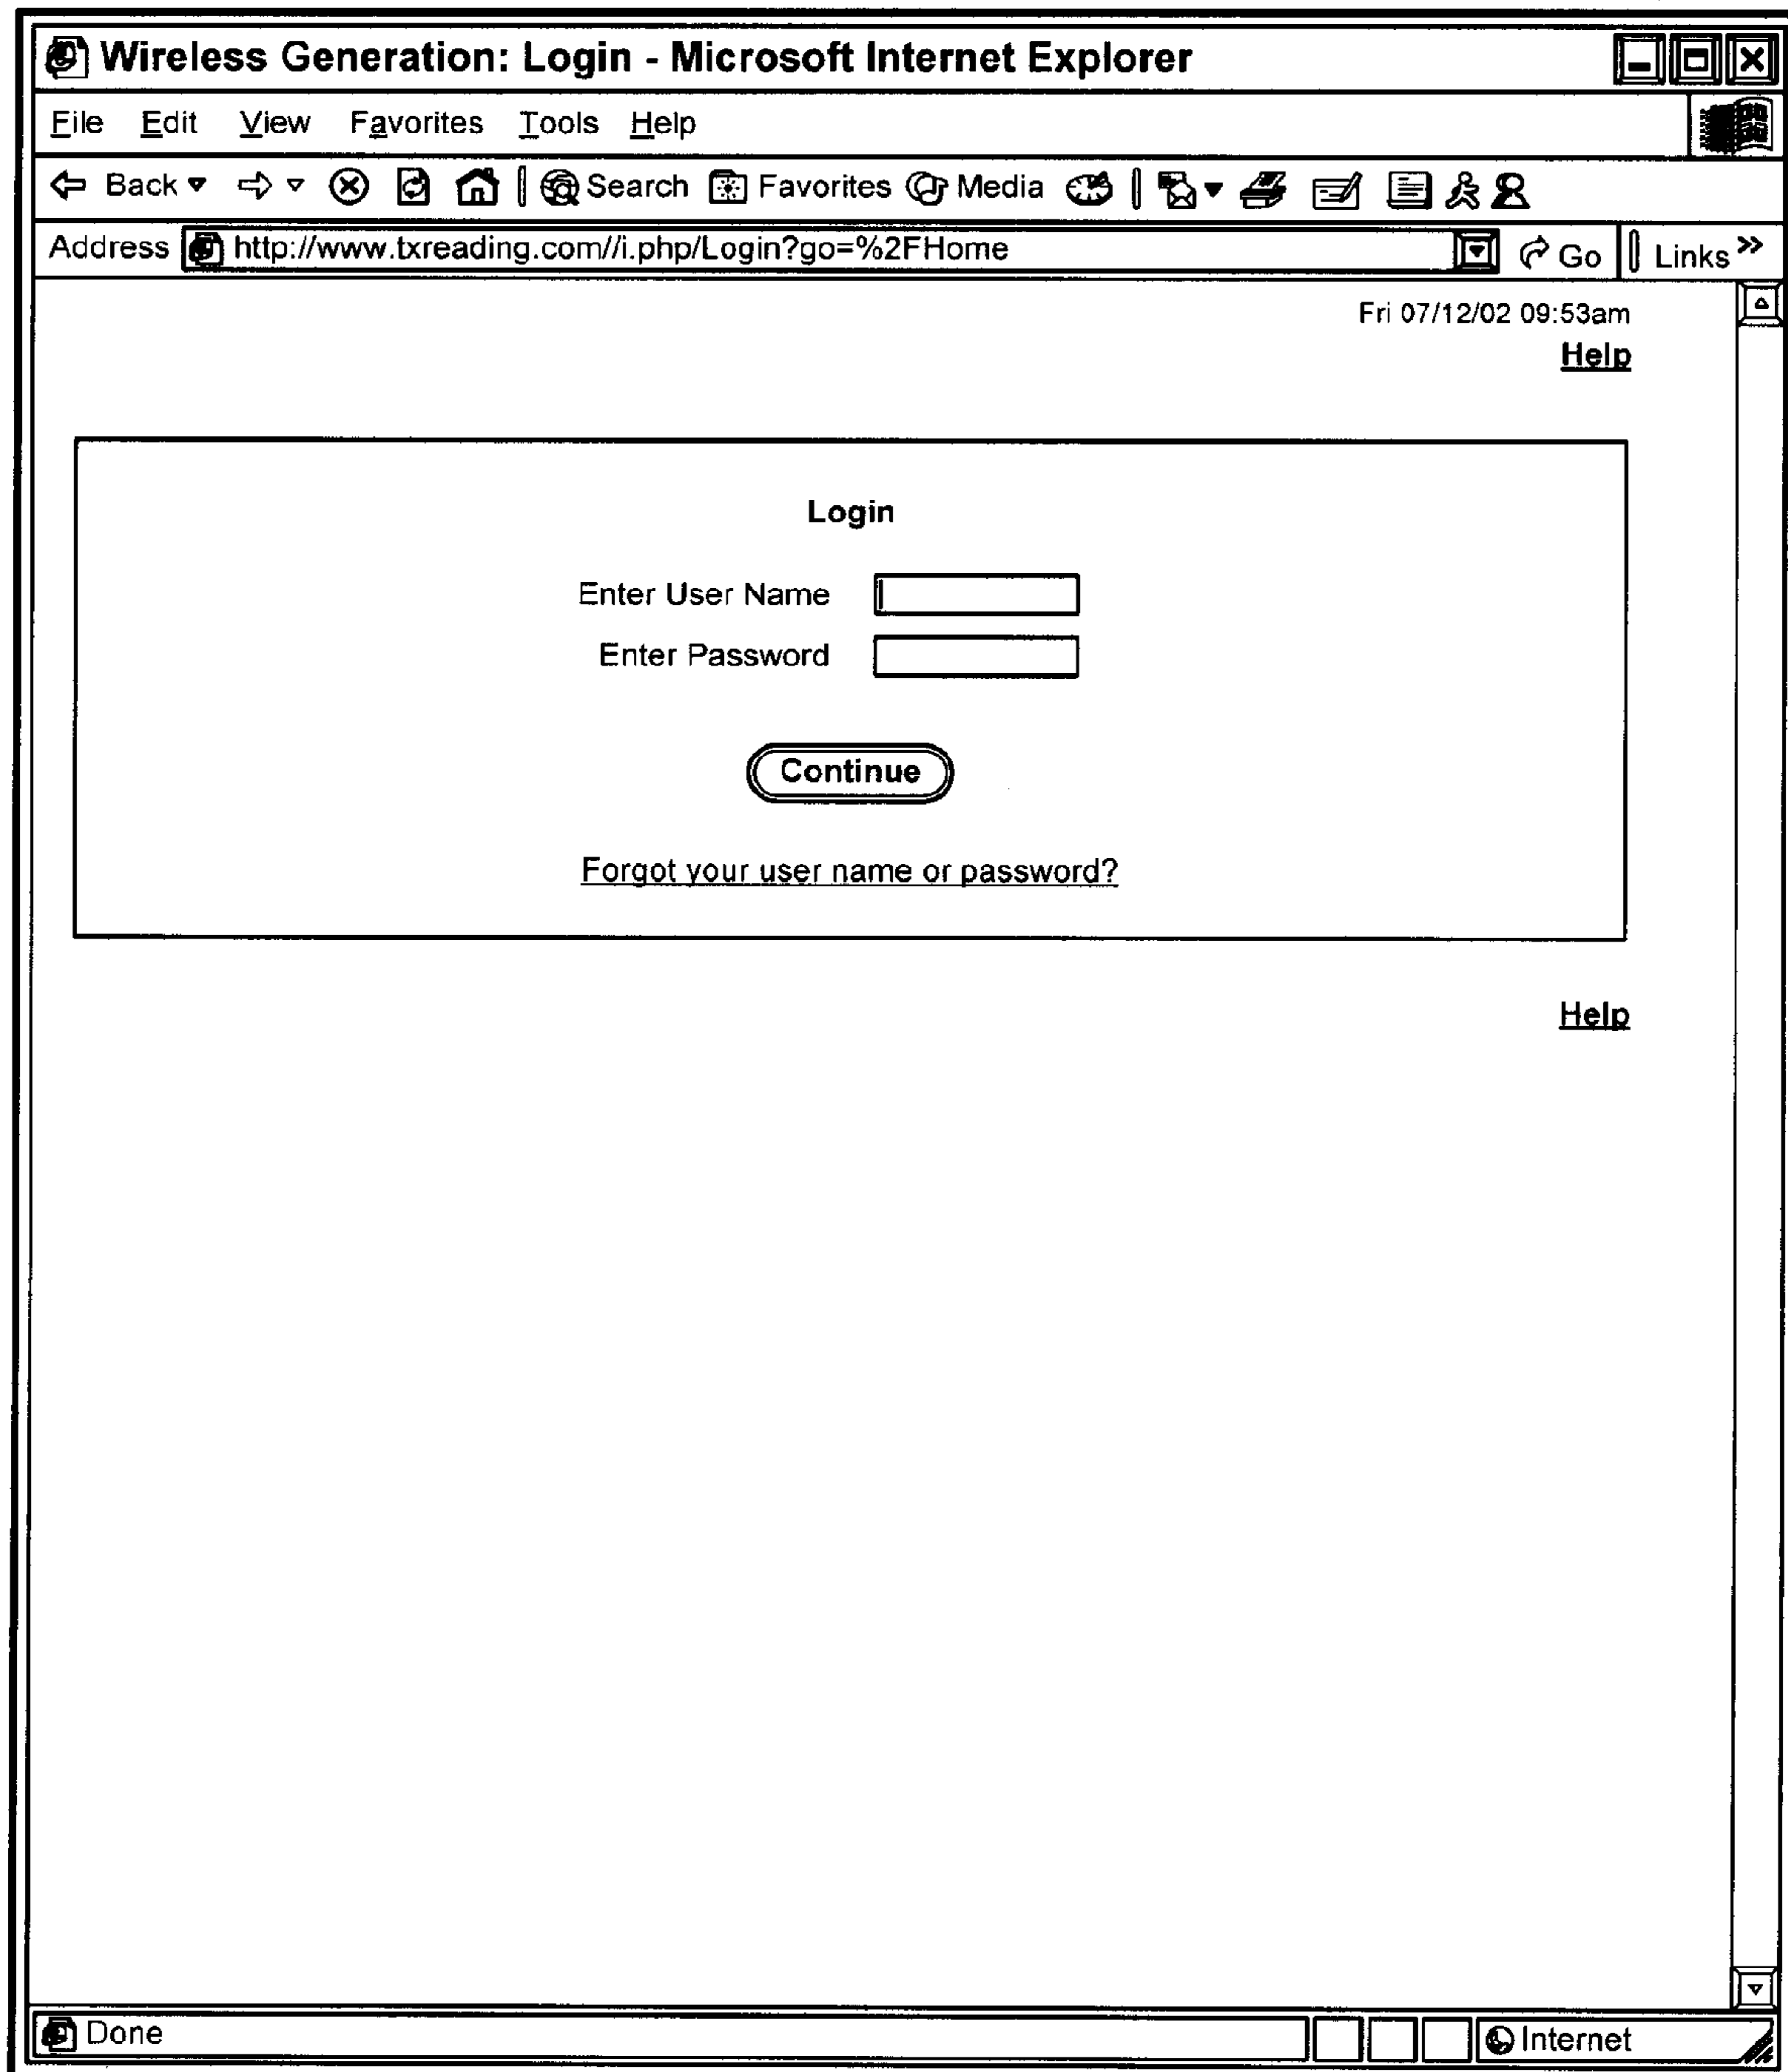 Wireless Generation: Login - Microsoft Internet Explorer
File Edit View Favorites Tools Help
Back Search Favorites Media
Address http://www.txreading.com//i.php/Login?go=%2FHome Go Links »
Fri 07/12/02 09:53am
Help
Login
Enter User Name
Enter Password
Continue
Forgot your user name or password?
Help
Done Internet